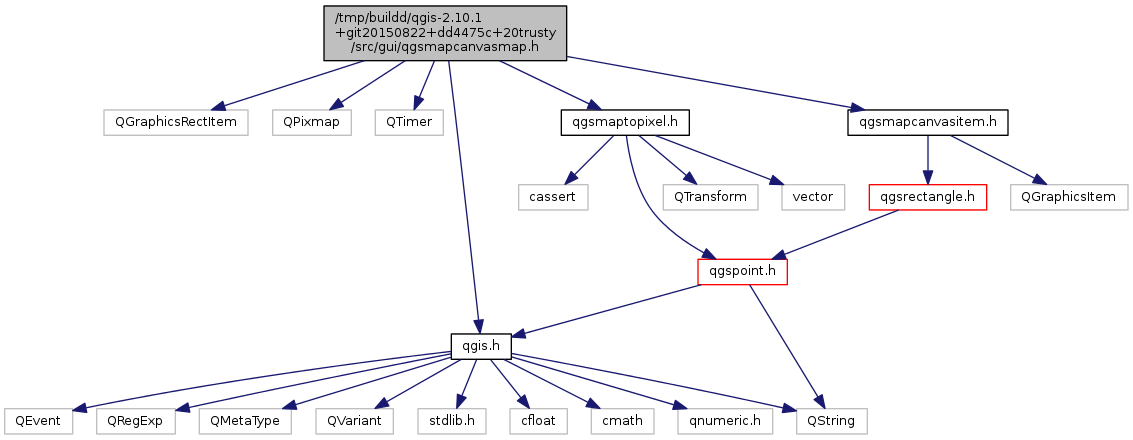 /tmp/buildd/qgis-2.10.1
+git20150822+dd4475c+20trusty
/src/gui/qgsmapcanvasmap.h
QGraphicsRectItem
QPixmap
QTimer
qgsmaptopixel.h
qgsmapcanvasitem.h
cassert
QTransform
vector
qgsrectangle.h
QGraphicsItem
qgspoint.h
qgis.h
QEvent
QRegExp
QMetaType
QVariant
stdlib.h
cfloat
cmath
qnumeric.h
QString